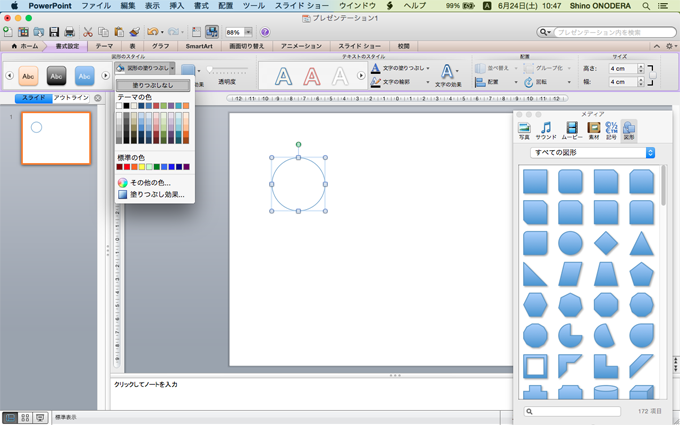 PowerPoint ファイル 編集 表示 挿入 書式 ツール スライド ショー ウインドウ ヘルプ 99% A 6月24日(土) 10:47 Shino ONODERA
プレゼンテーション1
88% プレゼンテーション内を検索
ホーム 書式設定 テーマ 表 グラフ SmartArt 画面切り替え アニメーション スライド ショー 校閲
図形のスタイル テキストのスタイル 配置 サイズ
Abc Abc Abc 図形の塗りつぶし 透明度 効果 A A A 文字の塗りつぶし 文字の輪郭 文字の効果 並べ替え グループ化 配置 回転 高さ: 4 cm 幅: 4 cm
スライド アウトライン
1
塗りつぶしなし
テーマの色
標準の色
その他の色...
塗りつぶし効果...
メディア
写真 サウンド ムービー 素材 記号 図形
すべての図形
172 項目
クリックしてノートを入力
標準表示